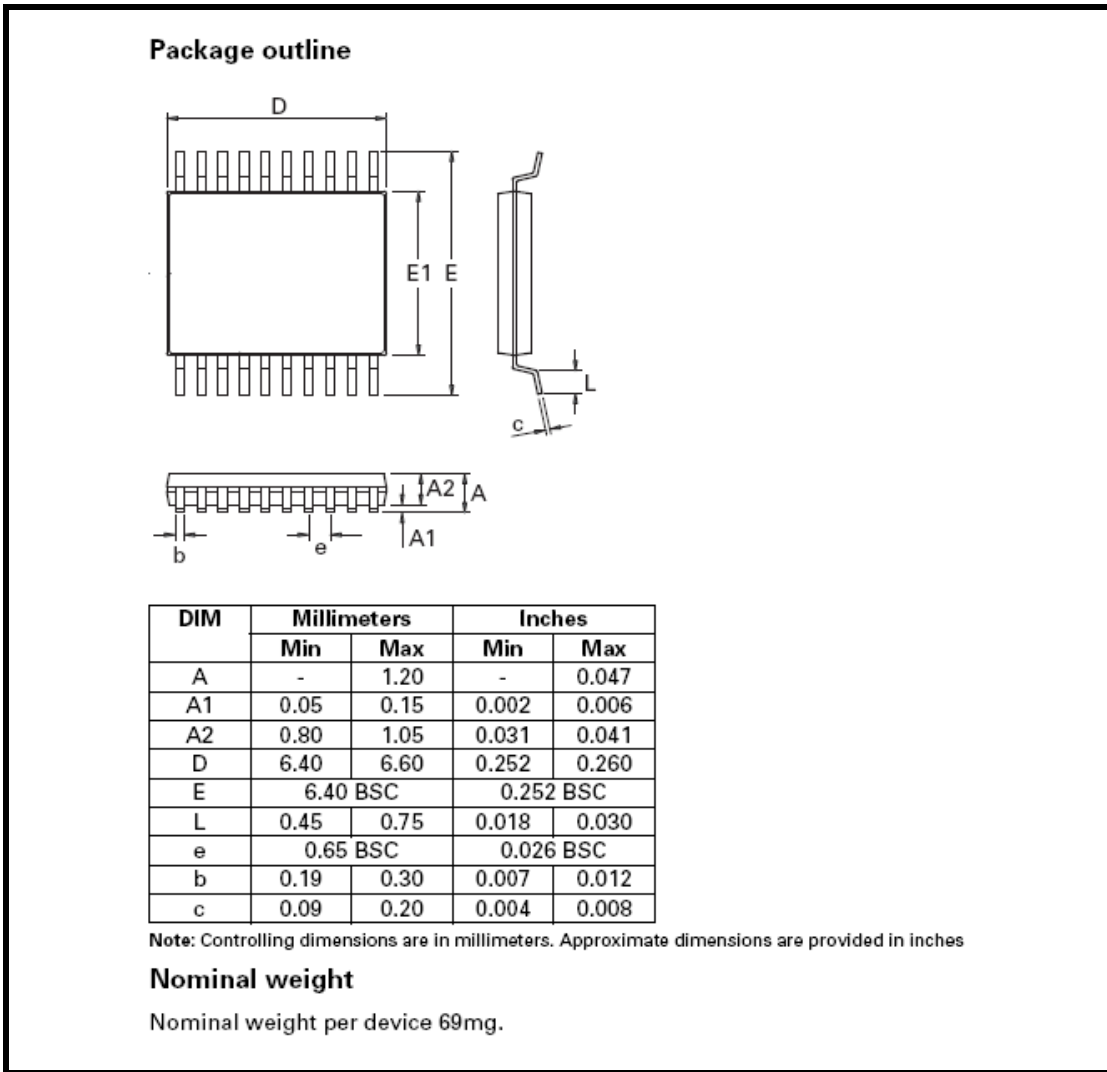 Package outline
D
E1 E
L
c
A2 A
A1
b
e
DIM Millimeters Inches
Min Max Min Max
A - 1.20 - 0.047
A1 0.05 0.15 0.002 0.006
A2 0.80 1.05 0.031 0.041
D 6.40 6.60 0.252 0.260
E 6.40 BSC 0.252 BSC
L 0.45 0.75 0.018 0.030
e 0.65 BSC 0.026 BSC
b 0.19 0.30 0.007 0.012
c 0.09 0.20 0.004 0.008
Note: Controlling dimensions are in millimeters. Approximate dimensions are provided in inches
Nominal weight
Nominal weight per device 69mg.